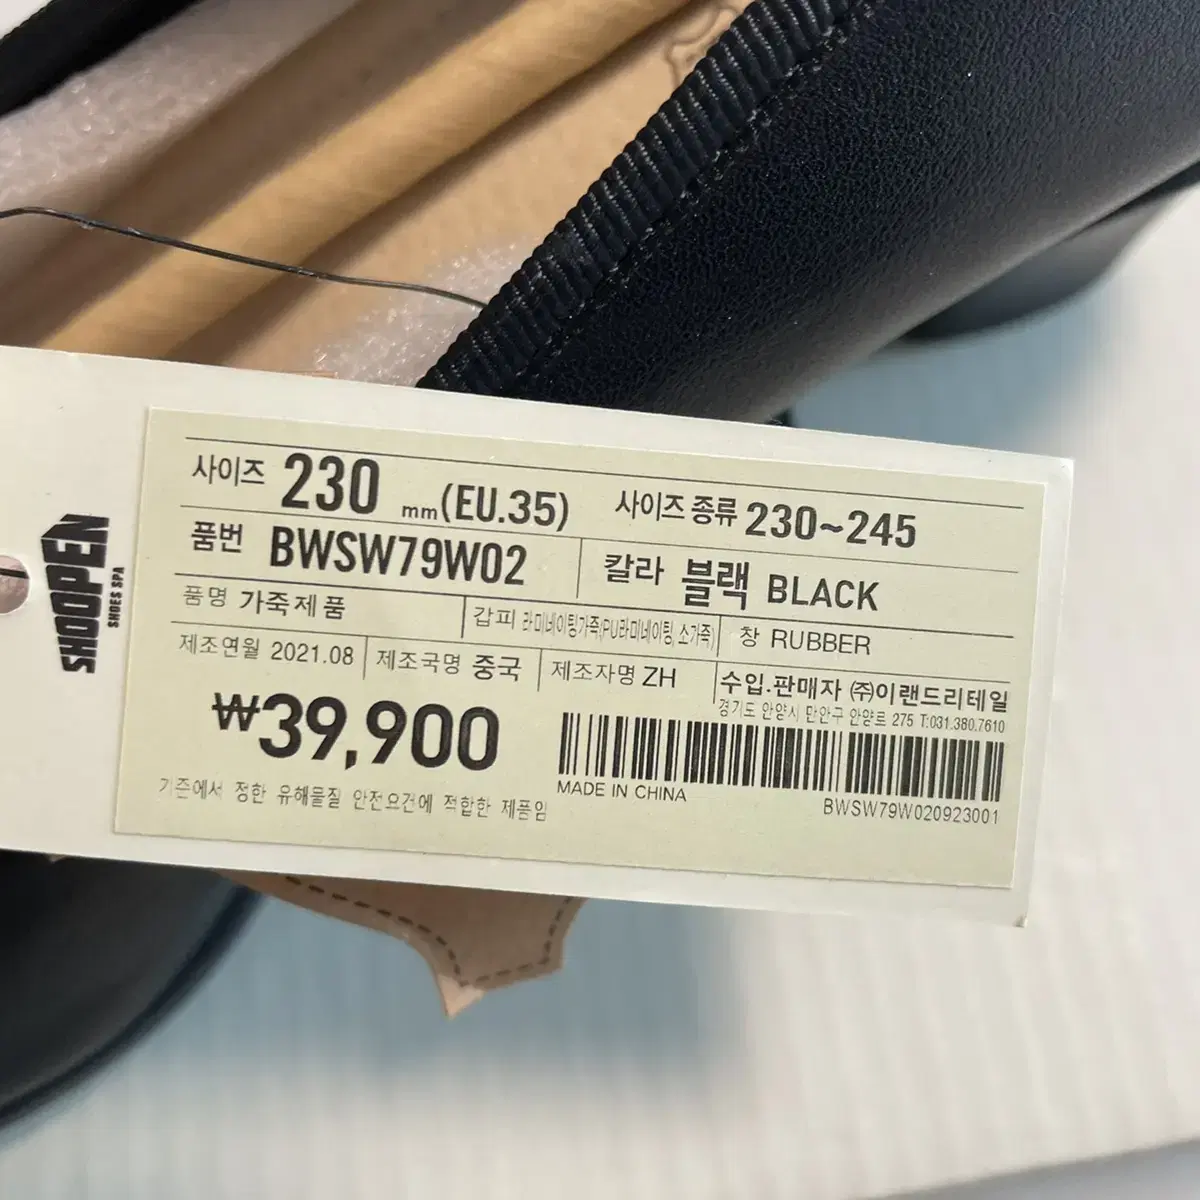 SHOOPEN
SHOES SPA
사이즈 230 mm(EU.35) 사이즈 종류 230~245
품번 BWSW79W02 칼라 블랙 BLACK
품명 가죽제품 갑피 라미네이팅가죽(PU라미네이팅, 소가죽) 창 RUBBER
제조연월 2021.08 제조국명 중국 제조자명 ZH 수입.판매자 ㈜이랜드리테일
경기도 안양시 만안구 안양로 275 T:031.380.7610
₩39,900
MADE IN CHINA
BWSW79W020923001
기준에서 정한 유해물질 안전요건에 적합한 제품임